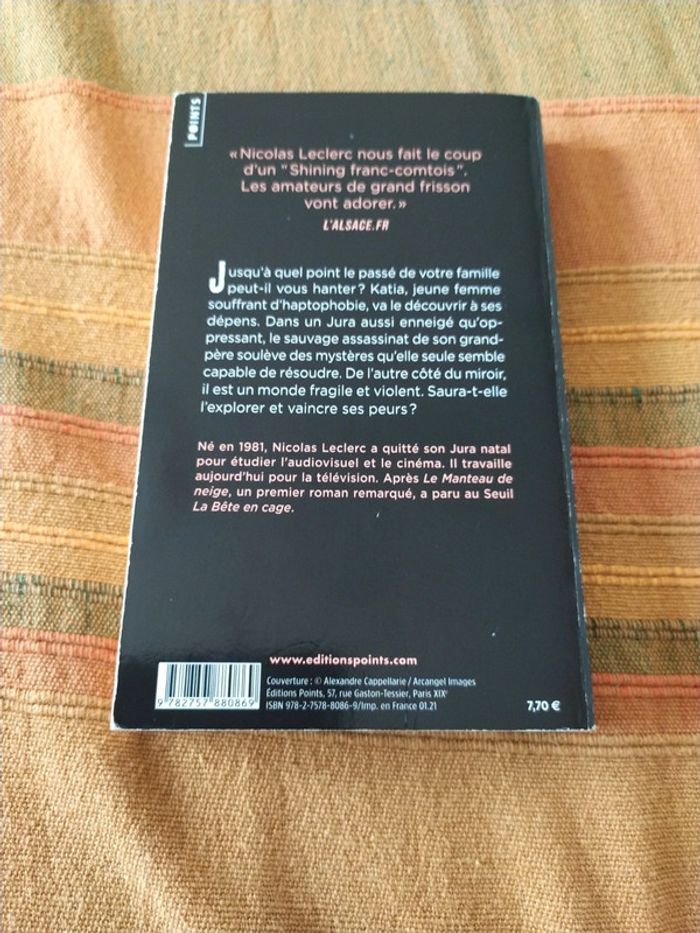 POINTS
« Nicolas Leclerc nous fait le coup
d'un "Shining franc-comtois".
Les amateurs de grand frisson
vont adorer. »
L'ALSACE.FR
Jusqu'à quel point le passé de votre famille
peut-il vous hanter ? Katia, jeune femme
souffrant d'haptophobie, va le découvrir à ses
dépens. Dans un Jura aussi enneigé qu'op-
pressant, le sauvage assassinat de son grand-
père soulève des mystères qu'elle seule semble
capable de résoudre. De l'autre côté du miroir,
il est un monde fragile et violent. Saura-t-elle
l'explorer et vaincre ses peurs ?
Né en 1981, Nicolas Leclerc a quitté son Jura natal
pour étudier l'audiovisuel et le cinéma. Il travaille
aujourd'hui pour la télévision. Après Le Manteau de
neige, un premier roman remarqué, a paru au Seuil
La Bête en cage.
www.editionspoints.com
Couverture : © Alexandre Cappellarie / Arcangel Images
Éditions Points, 57, rue Gaston-Tessier, Paris XIXe
ISBN 978-2-7578-8086-9/Imp. en France 01.21
9 782757 880869
7,70 €